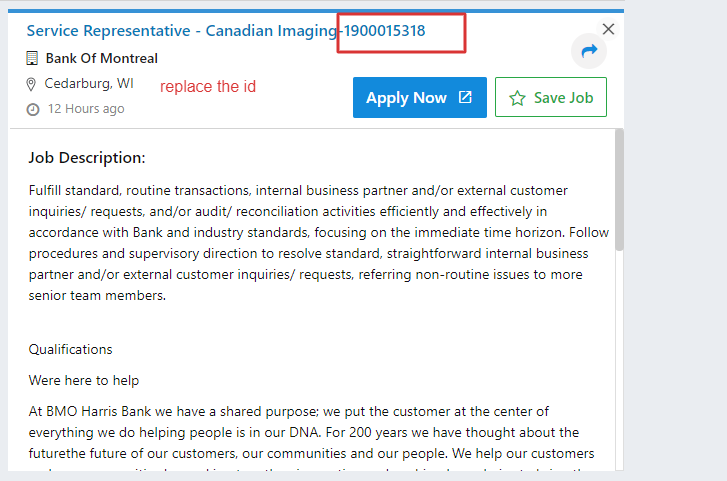 Service Representative - Canadian Imaging-1900015318
Bank Of Montreal
Cedarburg, WI
replace the id
12 Hours ago
Apply Now
Save Job
Job Description:
Fulfill standard, routine transactions, internal business partner and/or external customer
inquiries/ requests, and/or audit/ reconciliation activities efficiently and effectively in
accordance with Bank and industry standards, focusing on the immediate time horizon. Follow
procedures and supervisory direction to resolve standard, straightforward internal business
partner and/or external customer inquiries/ requests, referring non-routine issues to more
senior team members.
Qualifications
Were here to help
At BMO Harris Bank we have a shared purpose; we put the customer at the center of
everything we do helping people is in our DNA. For 200 years we have thought about the
futurethe future of our customers, our communities and our people. We help our customers